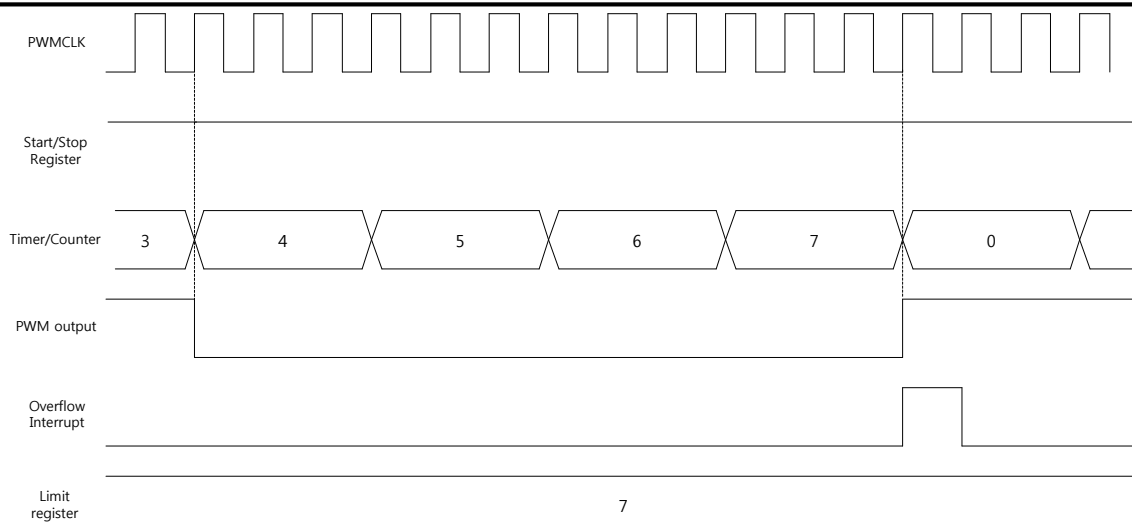 PWMCLK
Start/Stop
Register
Timer/Counter
3 4 5 6 7 0
PWM output
Overflow
Interrupt
Limit
register
7